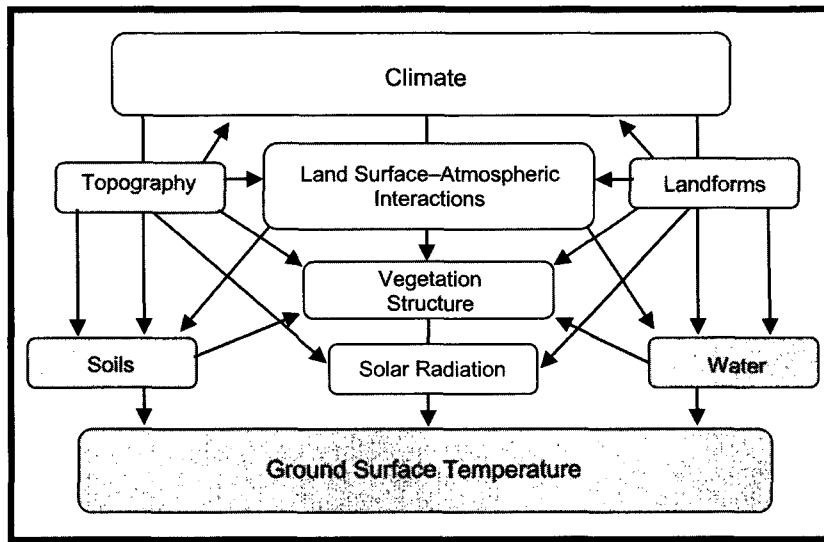 Climate
Topography
Land Surface–Atmospheric
Interactions
Landforms
Vegetation
Structure
Soils
Solar Radiation
Water
Ground Surface Temperature